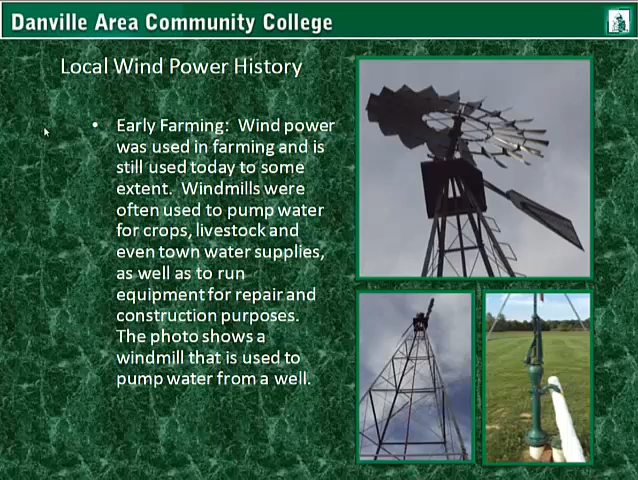 Danville Area Community College
Local Wind Power History
• Early Farming: Wind power
was used in farming and is
still used today to some
extent. Windmills were
often used to pump water
for crops, livestock and
even town water supplies,
as well as to run
equipment for repair and
construction purposes.
The photo shows a
windmill that is used to
pump water from a well.